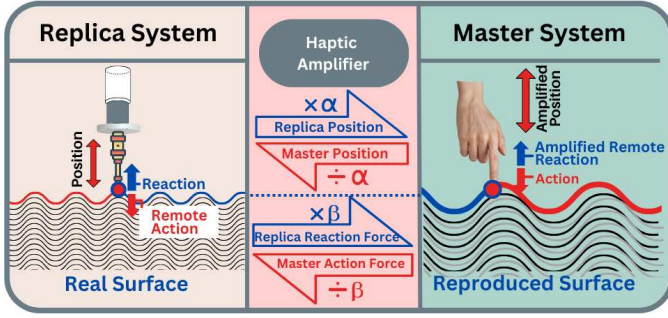 Replica System
Position
Reaction
Remote
Action
Real Surface
Haptic
Amplifier
×α
Replica Position
Master Position
÷α
×β
Replica Reaction Force
Master Action Force
÷β
Master System
Amplified
Position
Amplified Remote
Reaction
Action
Reproduced Surface